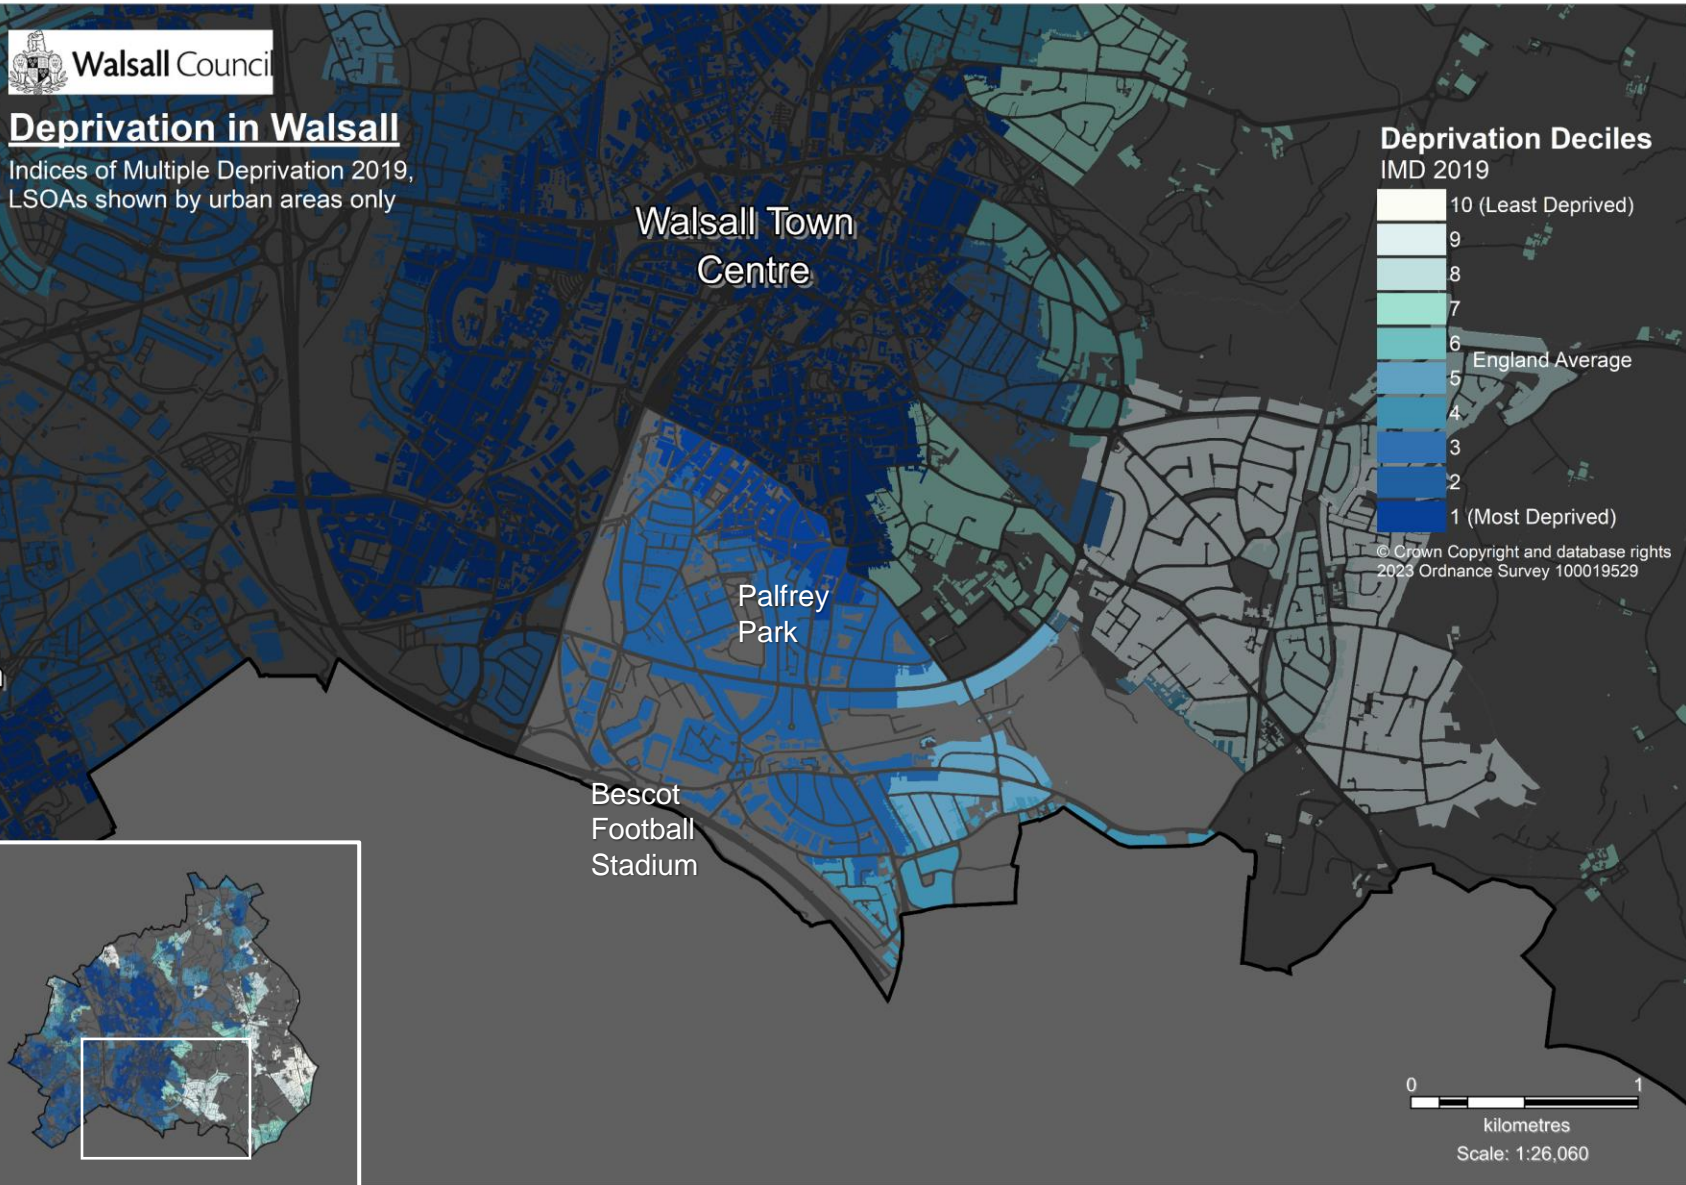 Walsall Council
Deprivation in Walsall
Indices of Multiple Deprivation 2019,
LSOAs shown by urban areas only
Walsall Town
Centre
Palfrey
Park
Bescot
Football
Stadium
Deprivation Deciles
IMD 2019
10 (Least Deprived)
9
8
7
6
England Average
5
4
3
2
1 (Most Deprived)
© Crown Copyright and database rights
2023 Ordnance Survey 100019529
0 1
kilometres
Scale: 1:26,060